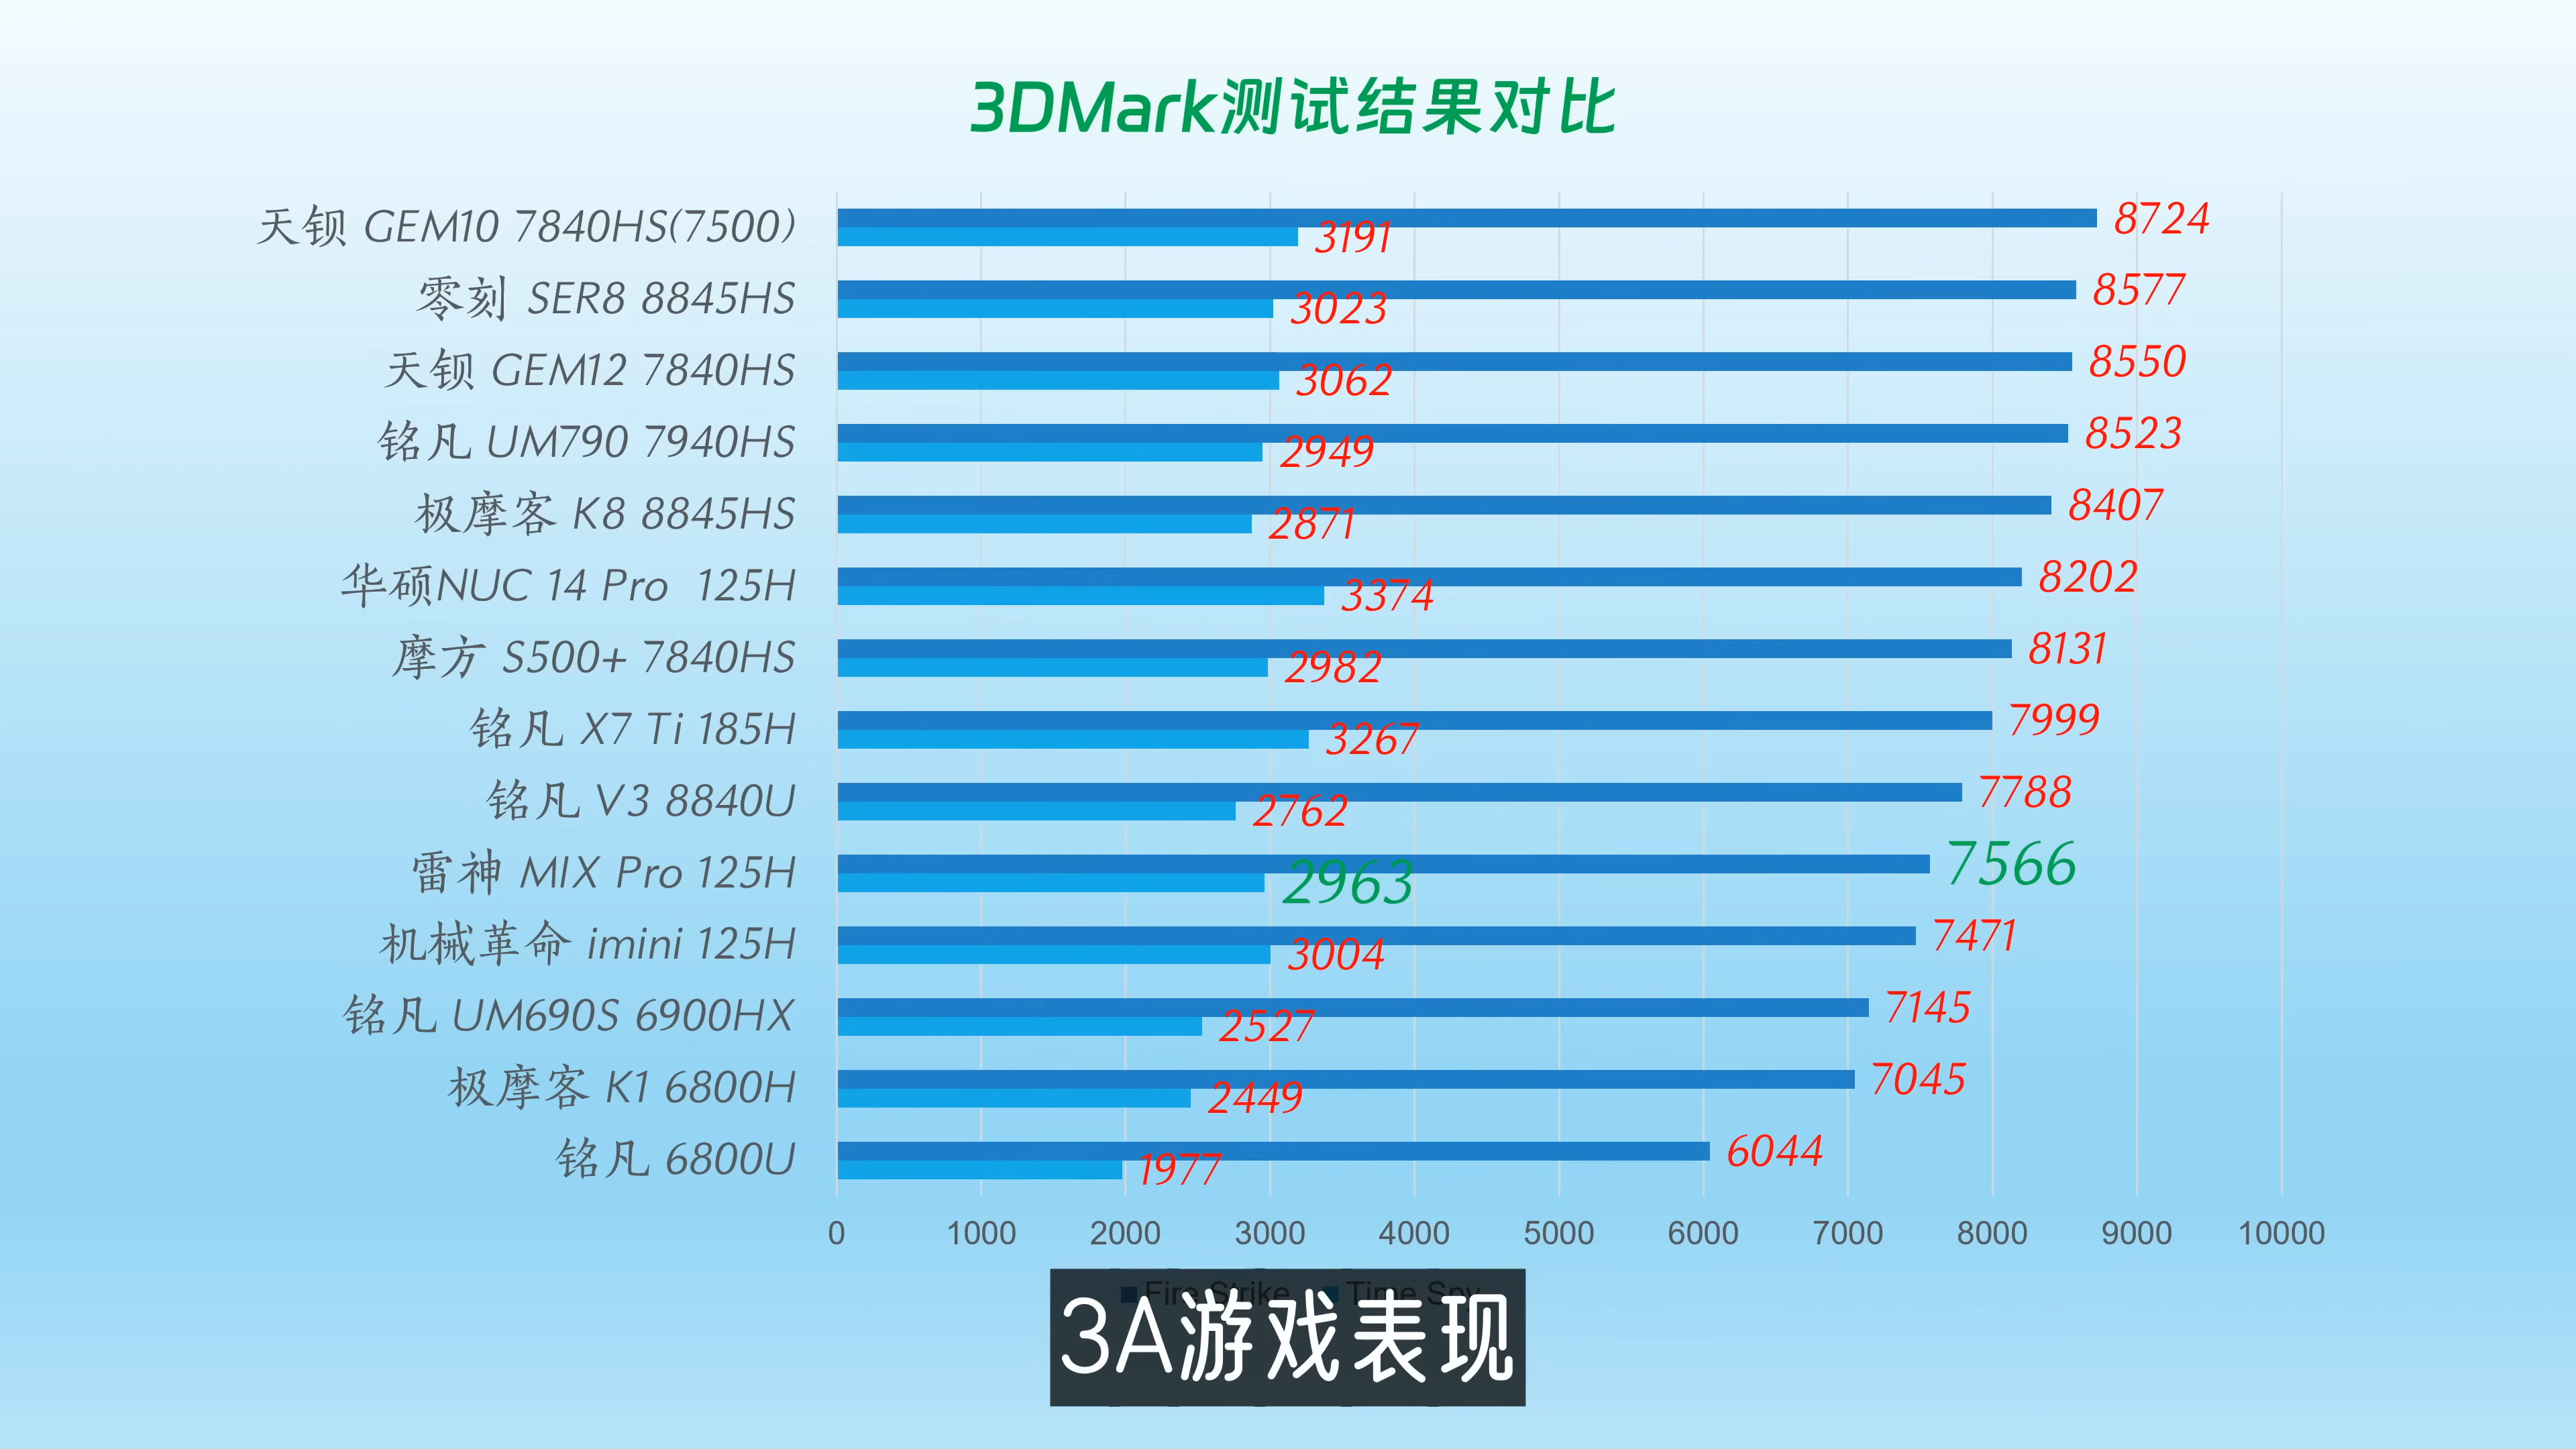 3DMark测试结果对比
天钡 GEM10 7840HS(7500) 8724
3191
零刻 SER8 8845HS 8577
3023
天钡 GEM12 7840HS 8550
3062
铭凡 UM790 7940HS 8523
2949
极摩客 K8 8845HS 8407
2871
华硕NUC 14 Pro 125H 8202
3374
摩方 S500+ 7840HS 8131
2982
铭凡 X7 Ti 185H 7999
3267
铭凡 V3 8840U 7788
2762
雷神 MIX Pro 125H 7566
2963
机械革命 imini 125H 7471
3004
铭凡 UM690S 6900HX 7145
2527
极摩客 K1 6800H 7045
2449
铭凡 6800U 6044
1977
0 1000 2000 3000 4000 5000 6000 7000 8000 9000 10000
Fire Strike Time Spy
3A游戏表现